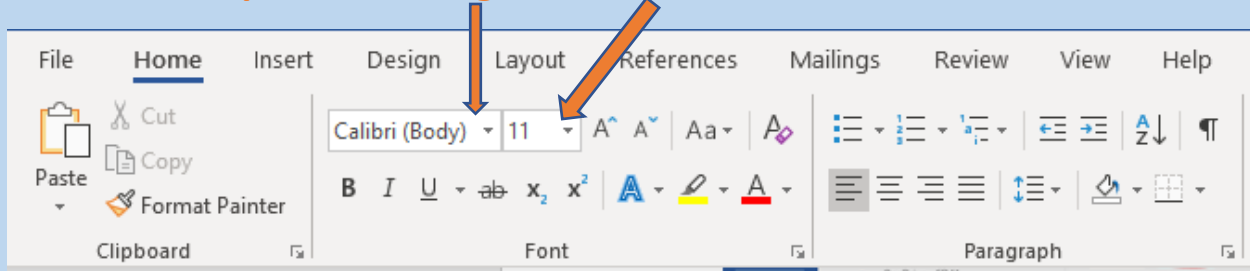 File Home Insert Design Layout References Mailings Review View Help
Cut
Calibri (Body) 11 Aa
Copy
Paste
Format Painter
B I U ab x₂ x² A A
Clipboard Font Paragraph